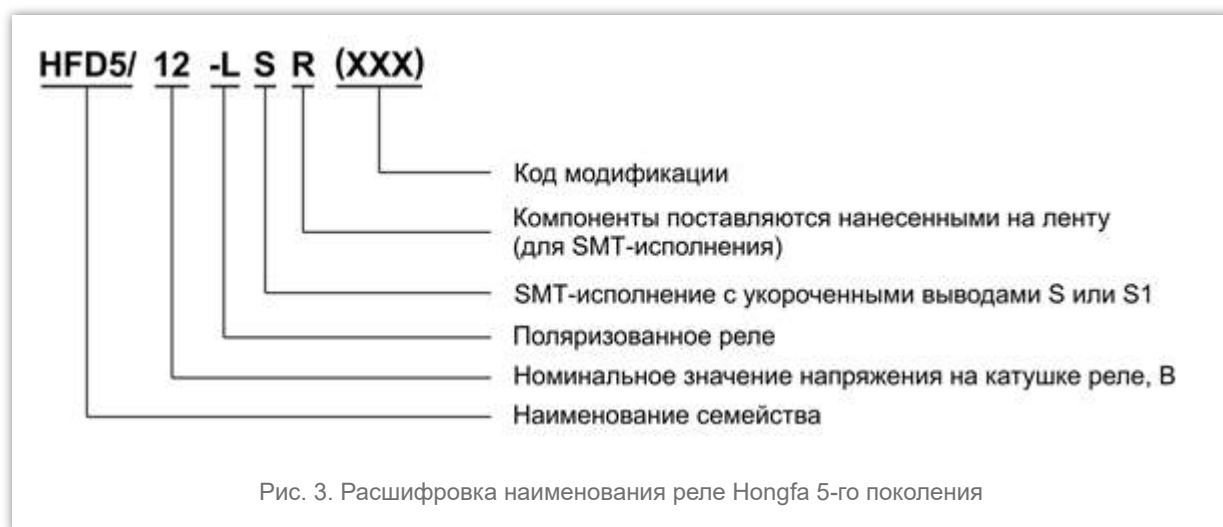 HFD5/ 12 -L S R (XXX)
Код модификации
Компоненты поставляются нанесенными на ленту
(для SMT-исполнения)
SMT-исполнение с укороченными выводами S или S1
Поляризованное реле
Номинальное значение напряжения на катушке реле, В
Наименование семейства
Рис. 3. Расшифровка наименования реле Hongfa 5-го поколения